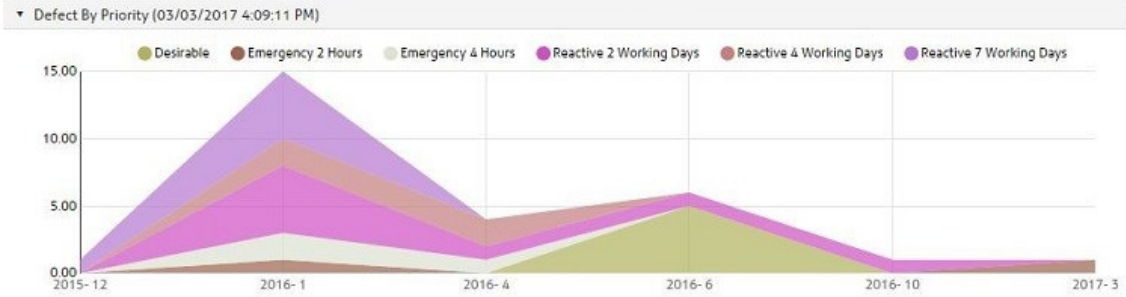 Defect By Priority (03/03/2017 4:09:11 PM)
Desirable Emergency 2 Hours Emergency 4 Hours Reactive 2 Working Days Reactive 4 Working Days Reactive 7 Working Days
15.00
10.00
5.00
0.00
2015- 12 2016- 1 2016- 4 2016- 6 2016- 10 2017- 3